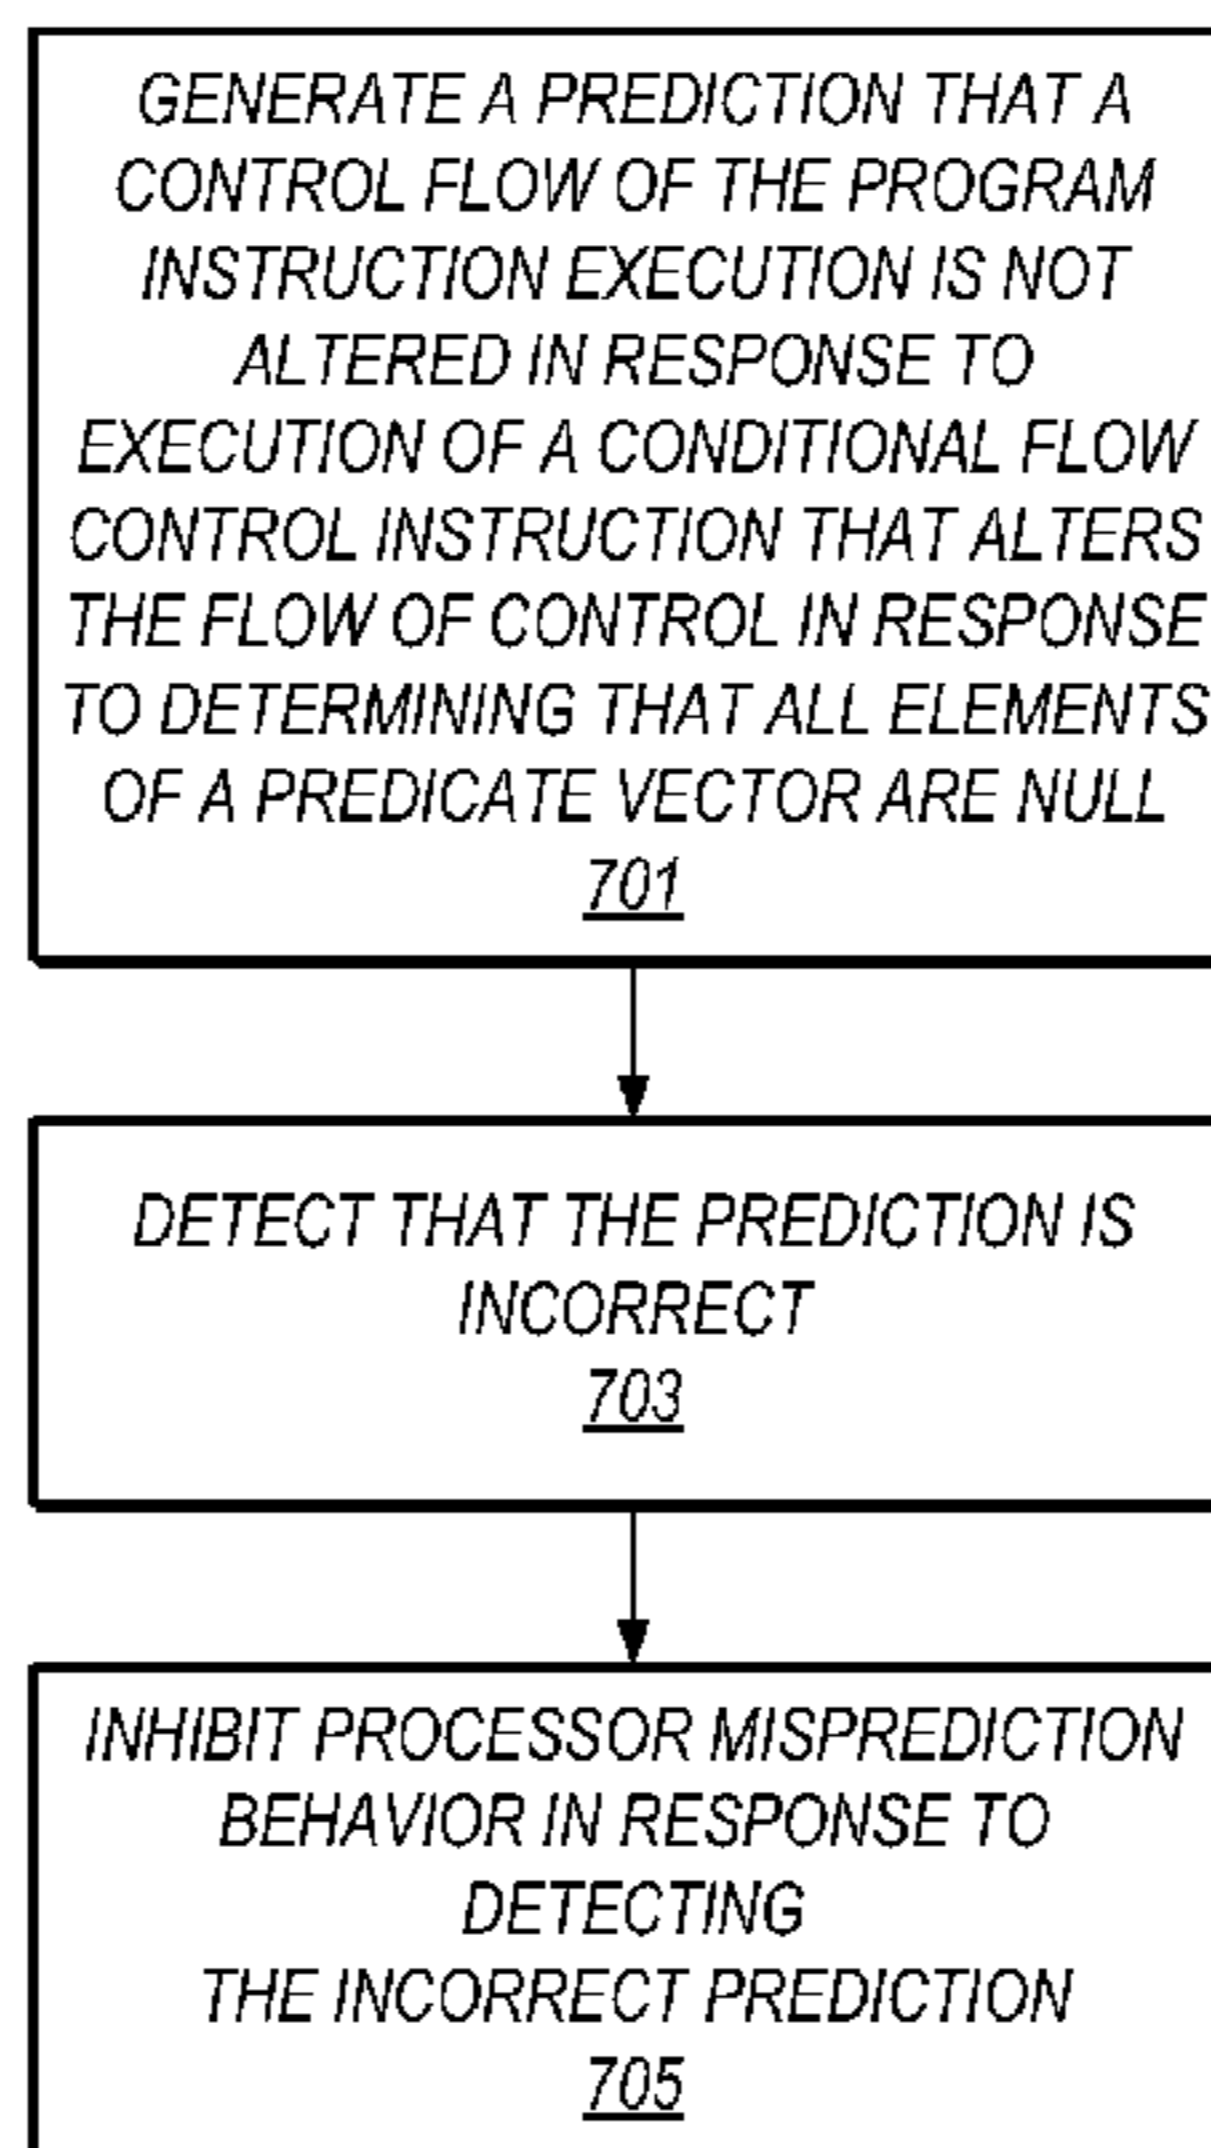 GENERATE A PREDICTION THAT A
CONTROL FLOW OF THE PROGRAM
INSTRUCTION EXECUTION IS NOT
ALTERED IN RESPONSE TO
EXECUTION OF A CONDITIONAL FLOW
CONTROL INSTRUCTION THAT ALTERS
THE FLOW OF CONTROL IN RESPONSE
TO DETERMINING THAT ALL ELEMENTS
OF A PREDICATE VECTOR ARE NULL
701
DETECT THAT THE PREDICTION IS
INCORRECT
703
INHIBIT PROCESSOR MISPREDICTION
BEHAVIOR IN RESPONSE TO
DETECTING
THE INCORRECT PREDICTION
705